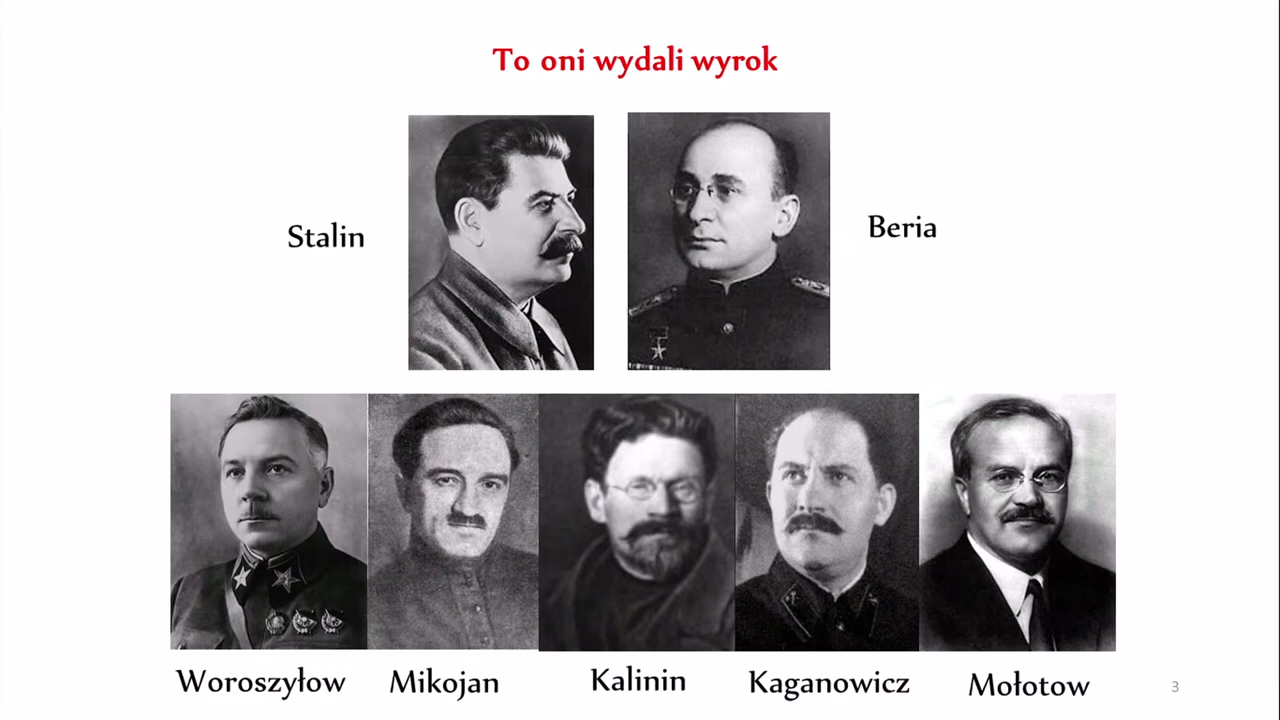 To oni wydali wyrok
Stalin
Beria
Woroszyłow
Mikojan
Kalinin
Kaganowicz
Mołotow
3